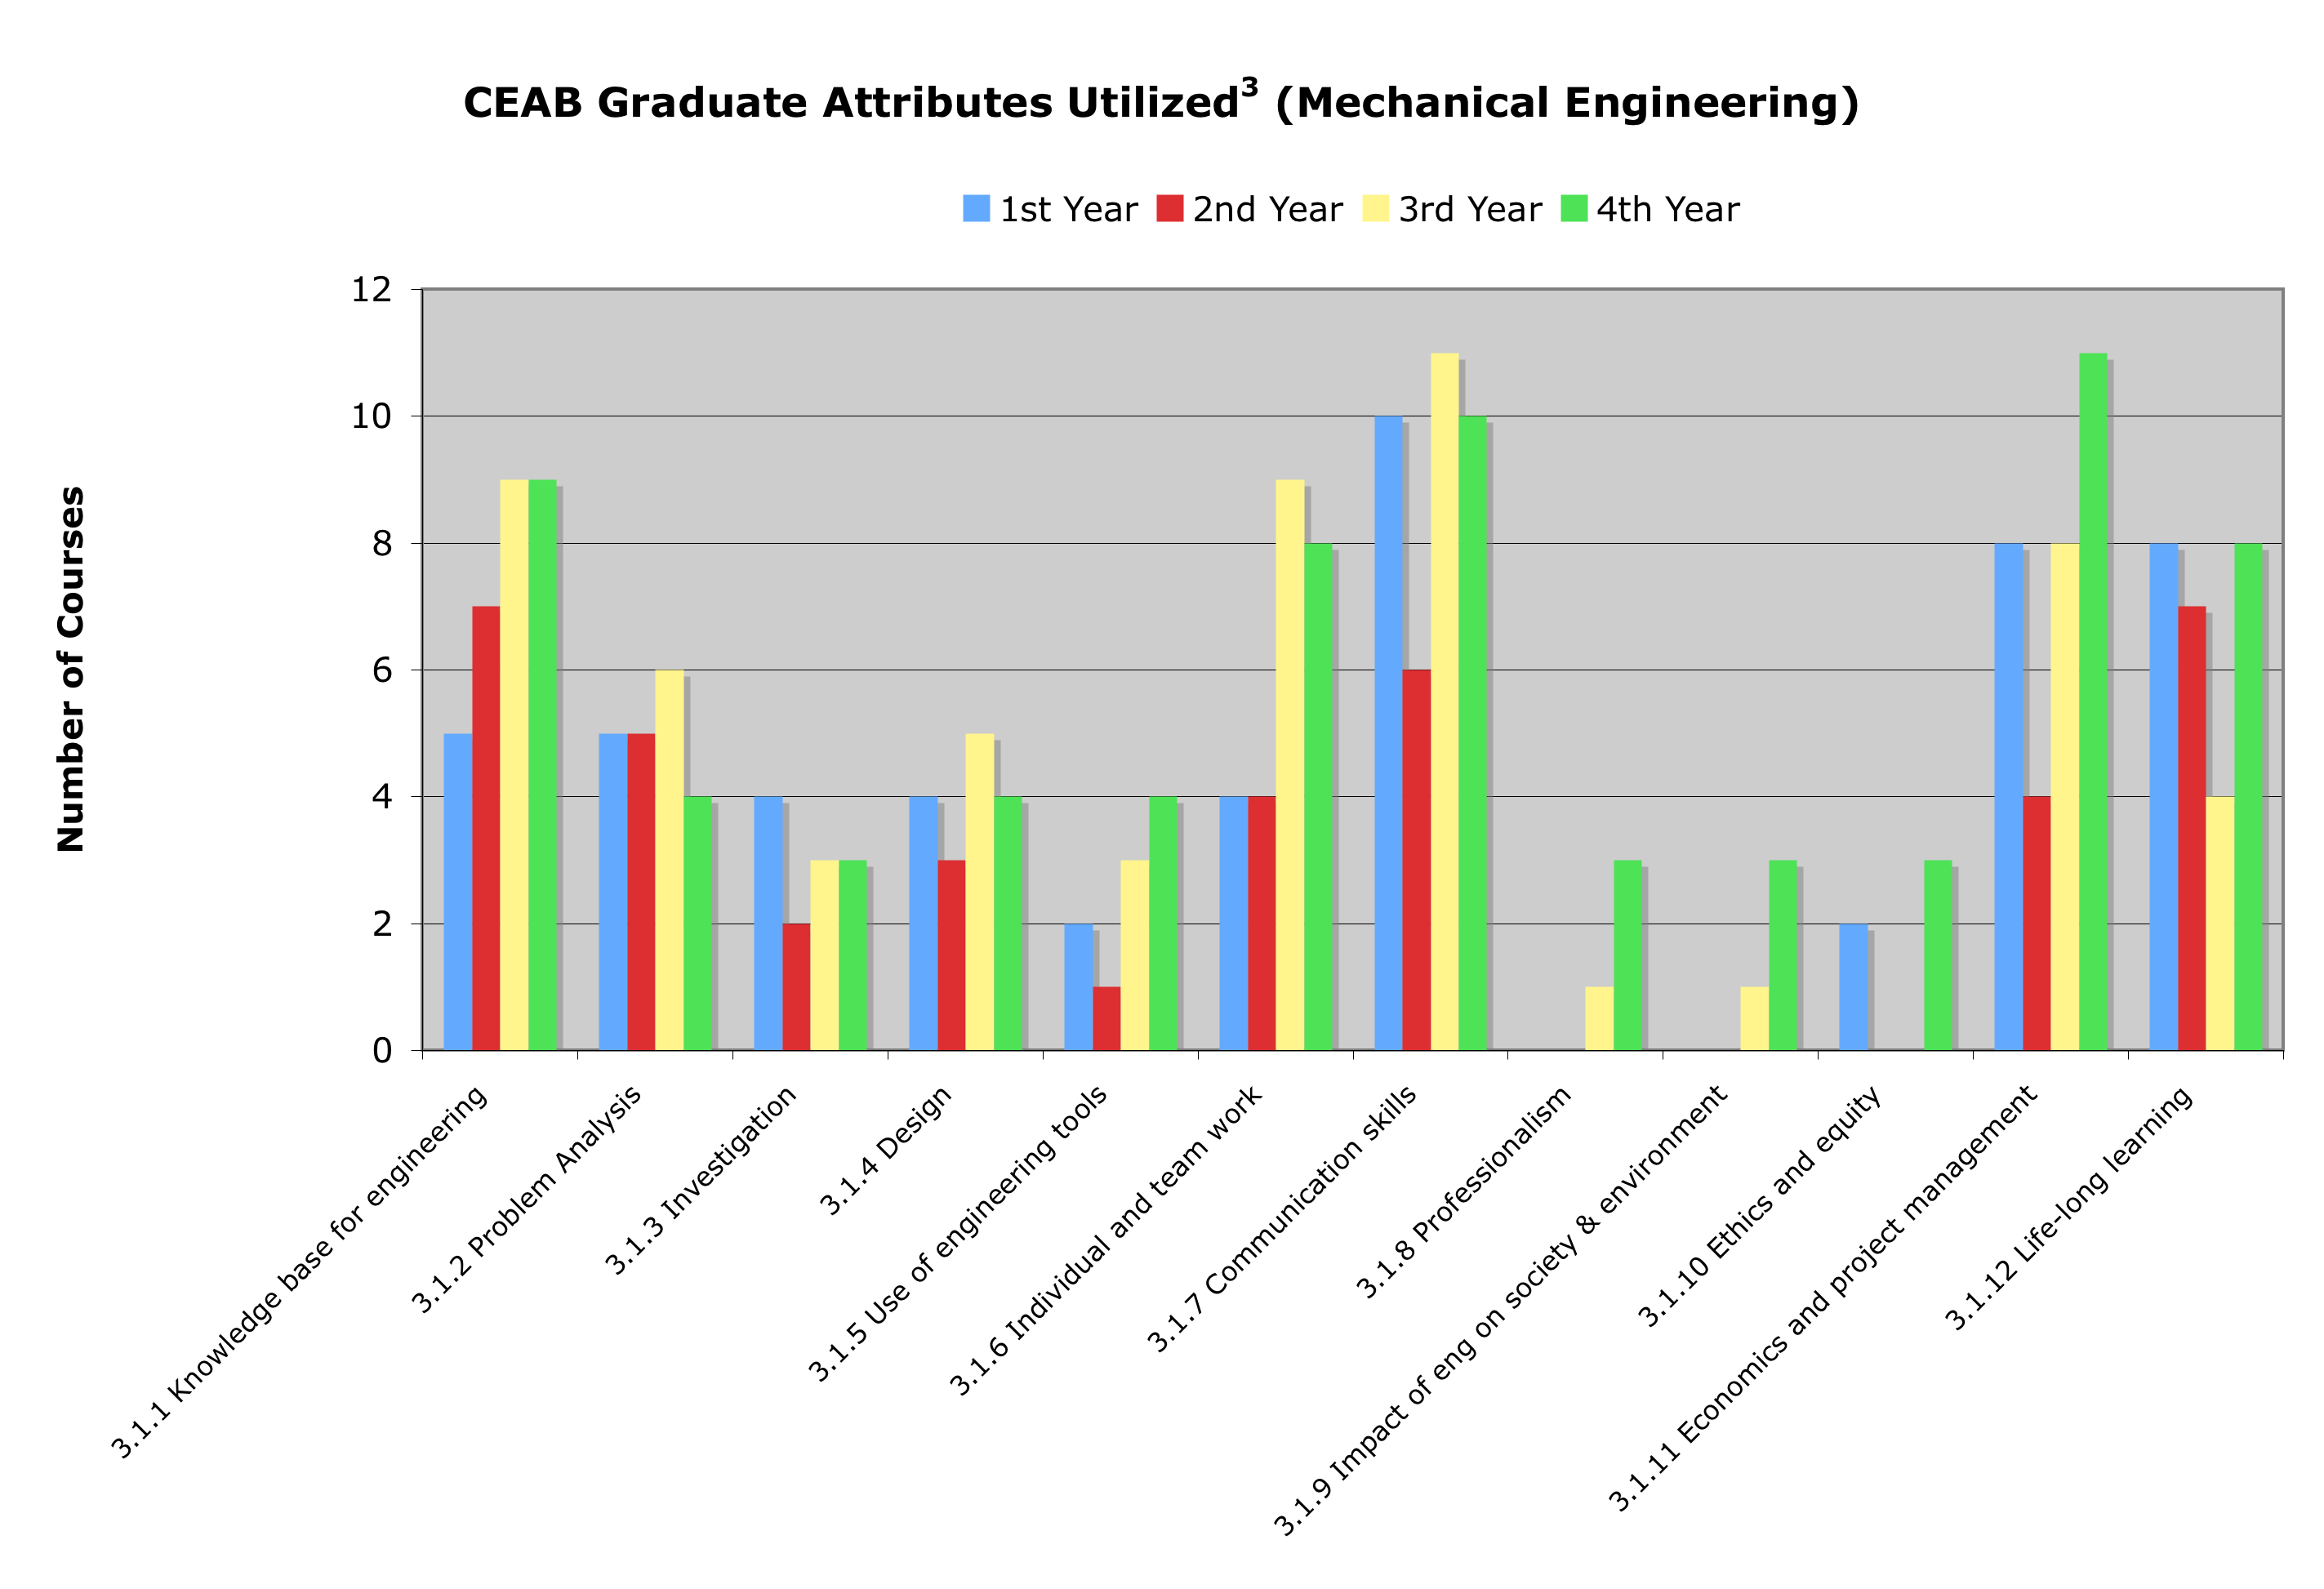 CEAB Graduate Attributes Utilized³ (Mechanical Engineering)
1st Year 2nd Year 3rd Year 4th Year
Number of Courses
12
10
8
6
4
2
0
3.1.1 Knowledge base for engineering
3.1.2 Problem Analysis
3.1.3 Investigation
3.1.4 Design
3.1.5 Use of engineering tools
3.1.6 Individual and team work
3.1.7 Communication skills
3.1.8 Professionalism
3.1.9 Impact of eng on society & environment
3.1.10 Ethics and equity
3.1.11 Economics and project management
3.1.12 Life-long learning